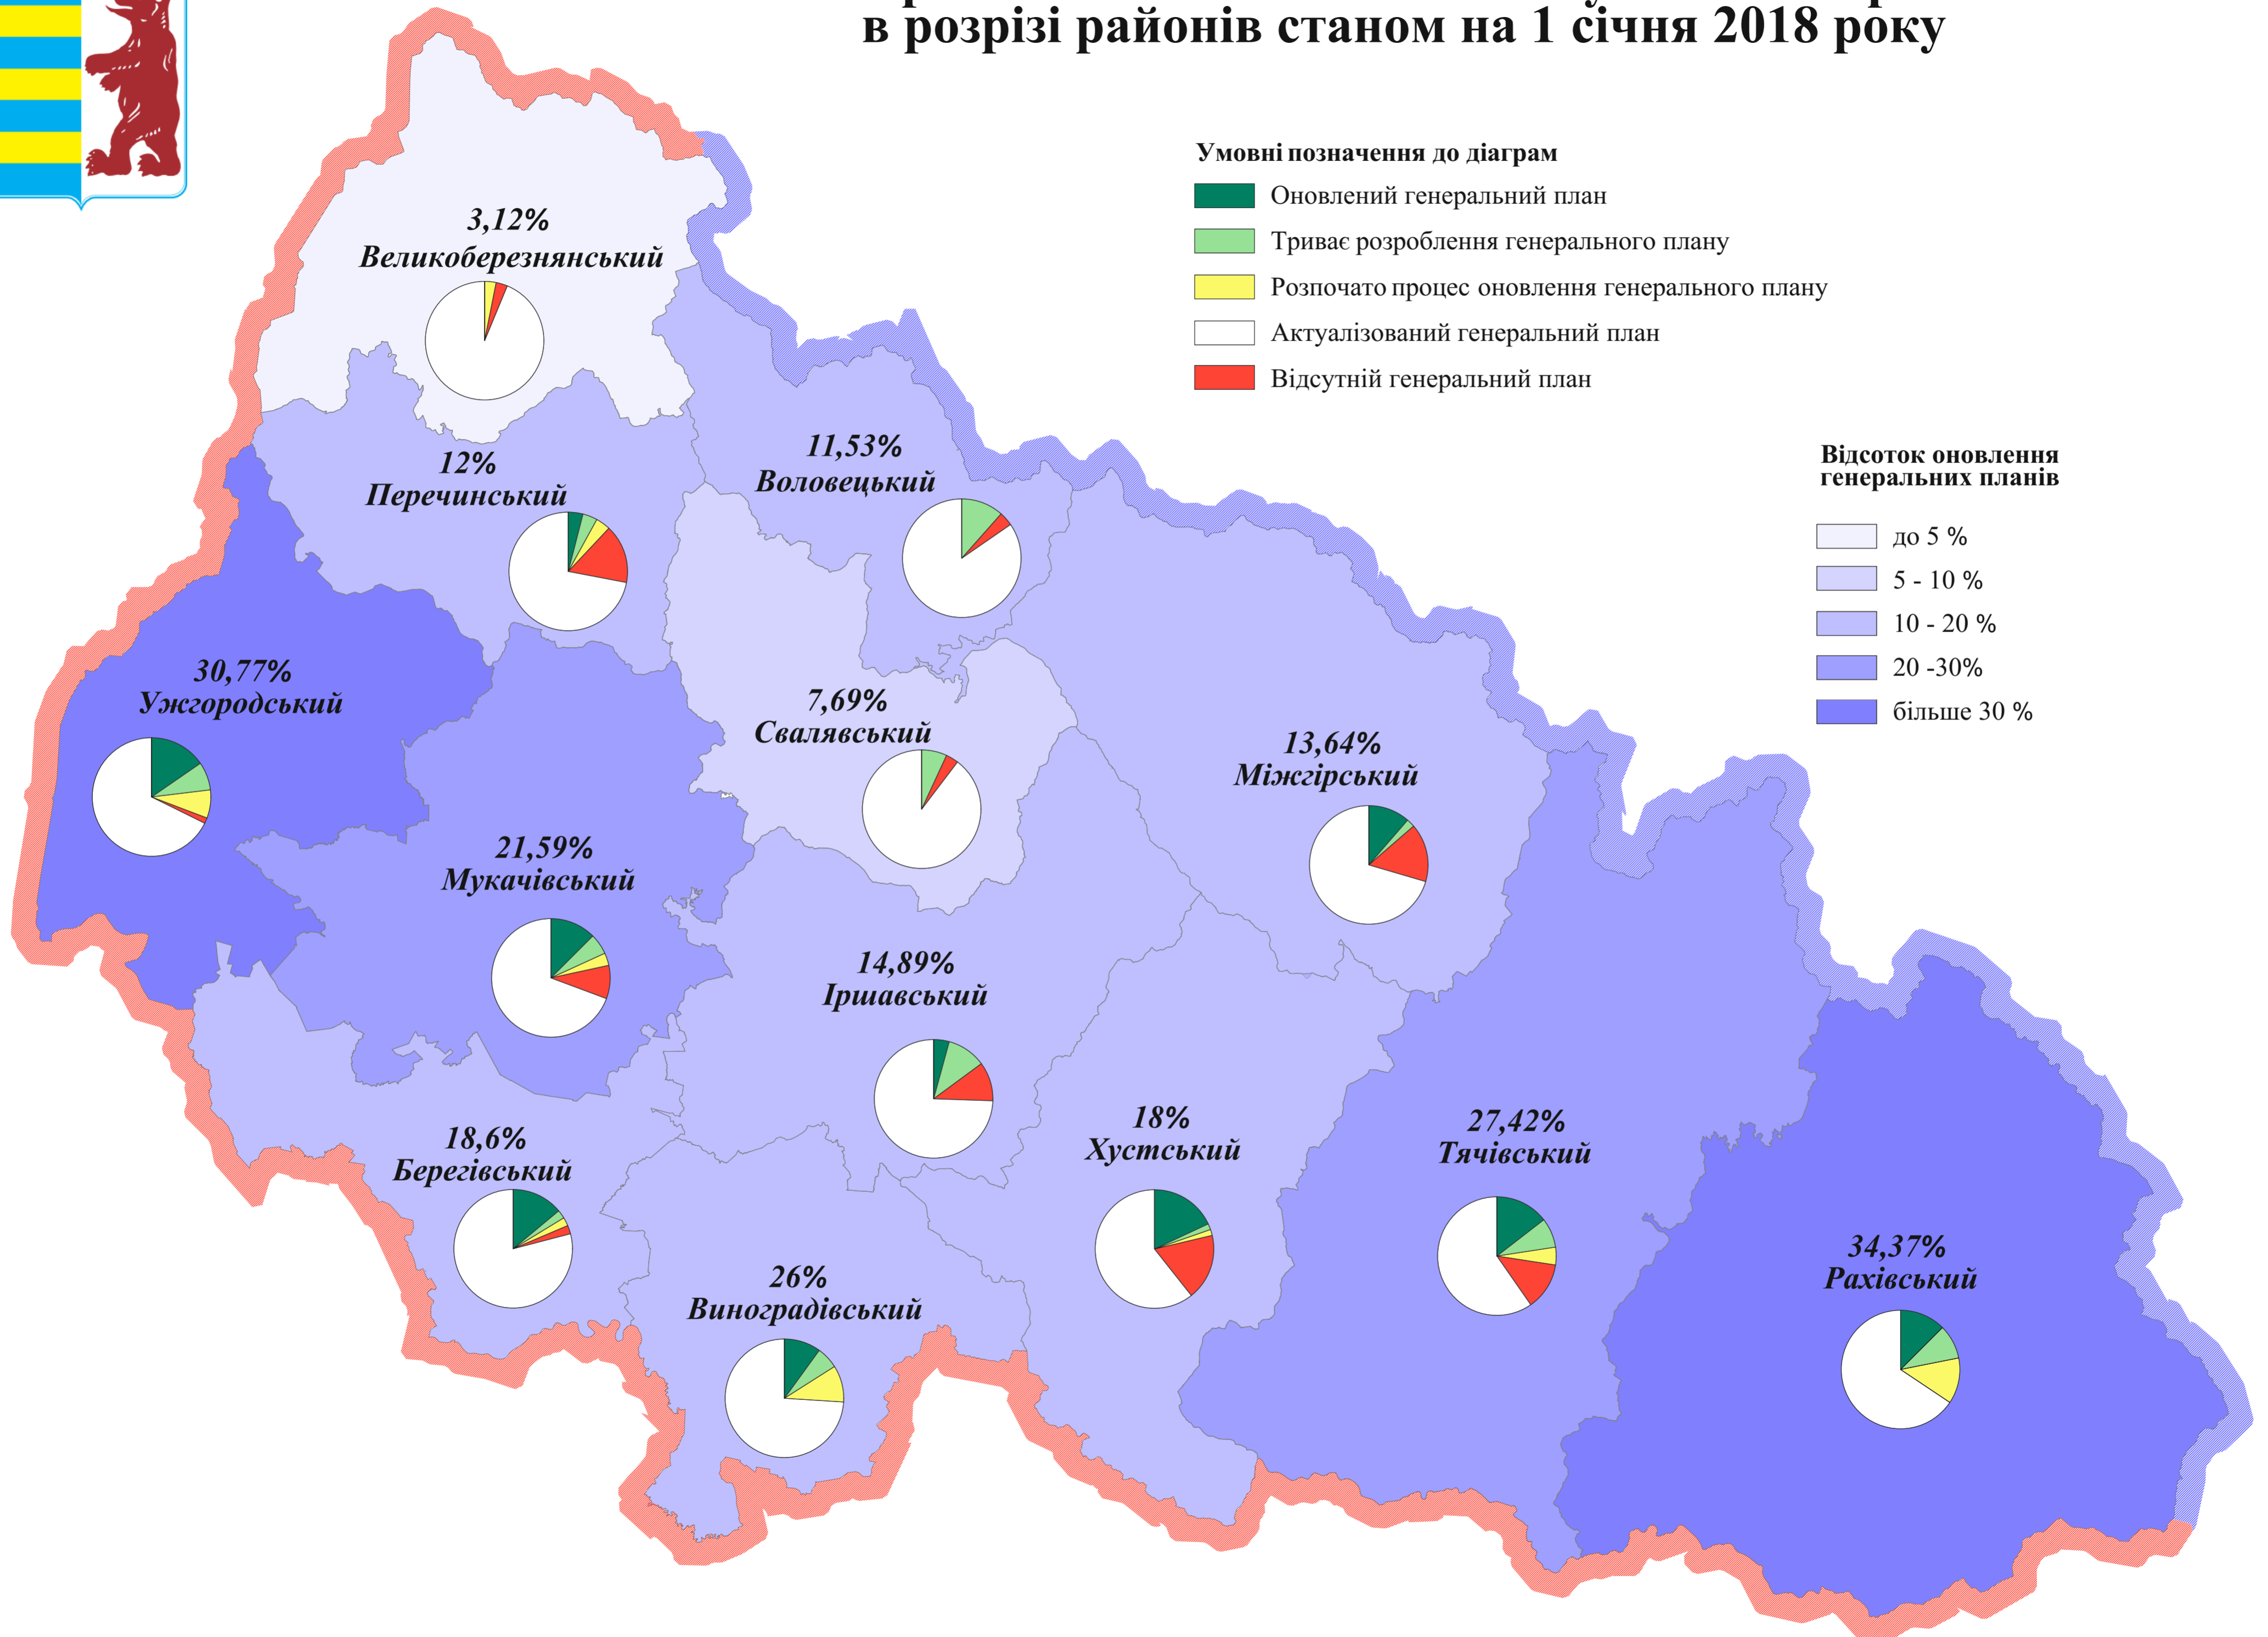 в розрізі районів станом на 1 січня 2018 року
Умовні позначення до діаграм
Оновлений генеральний план
Триває розроблення генерального плану
Розпочато процес оновлення генерального плану
Актуалізований генеральний план
Відсутній генеральний план
Відсоток оновлення
генеральних планів
до 5 %
5 - 10 %
10 - 20 %
20 -30%
більше 30 %
3,12%
Великоберезнянський
12%
Перечинський
11,53%
Воловецький
30,77%
Ужгородський
7,69%
Свалявський
13,64%
Міжгірський
21,59%
Мукачівський
14,89%
Іршавський
18,6%
Берегівський
18%
Хустський
27,42%
Тячівський
26%
Виноградівський
34,37%
Рахівський